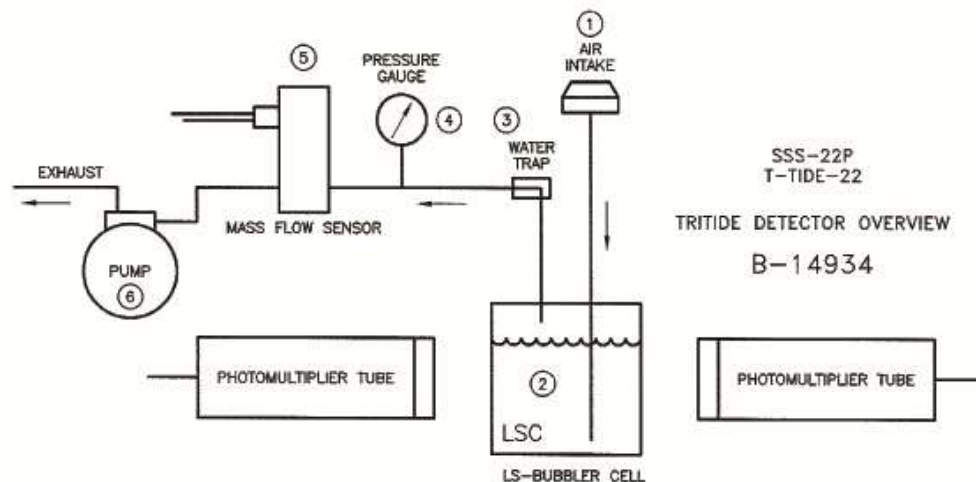 ①
AIR
INTAKE
⑤
PRESSURE
GAUGE
④
③
WATER
TRAP
SSS-22P
T-TIDE-22
TRITIDE DETECTOR OVERVIEW
B-14934
EXHAUST
MASS FLOW SENSOR
PUMP
⑥
PHOTOMULTIPLIER TUBE
②
LSC
PHOTOMULTIPLIER TUBE
LS-BUBBLER CELL